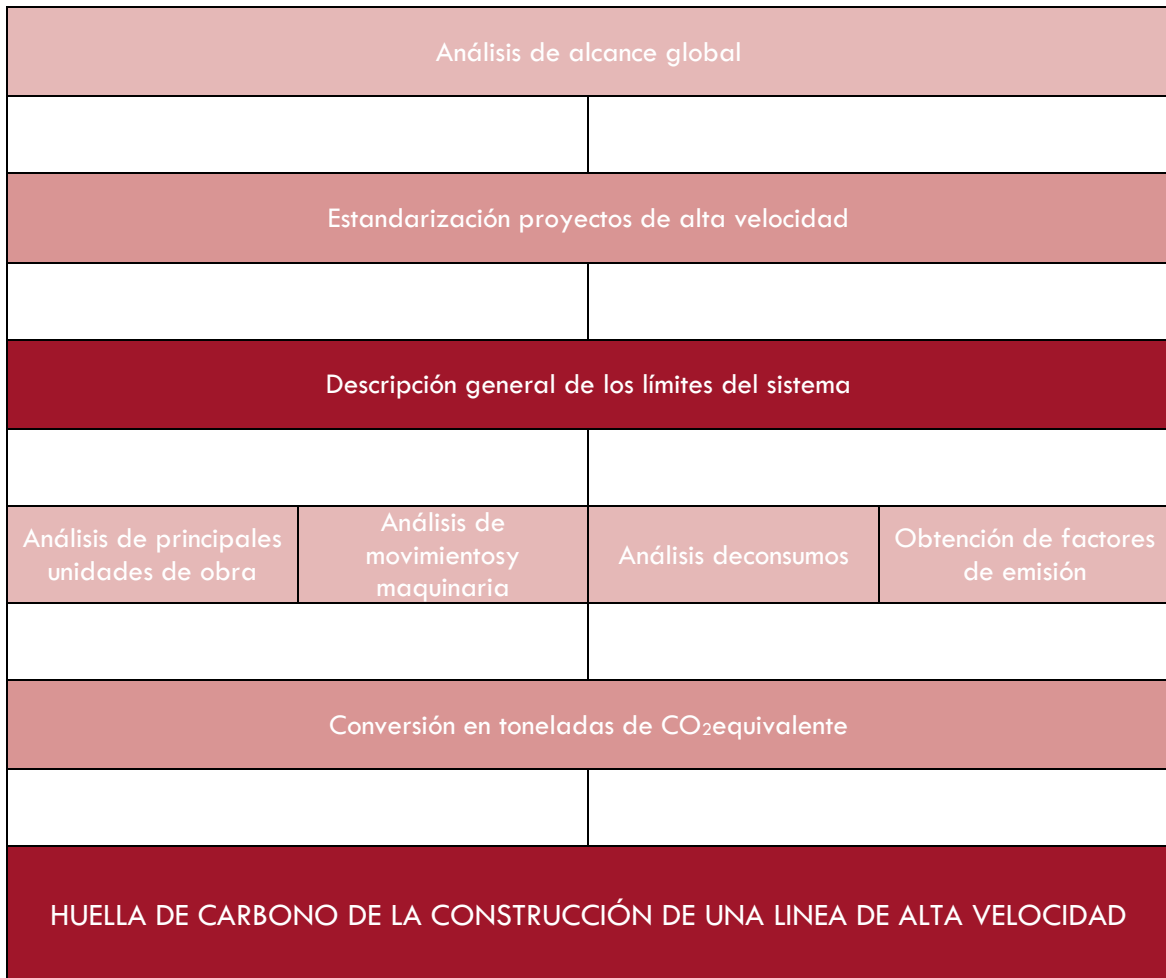 Análisis de alcance global
Estandarización proyectos de alta velocidad
Descripción general de los límites del sistema
Análisis de principales
unidades de obra
Análisis de
movimientosy
maquinaria
Análisis deconsumos
Obtención de factores
de emisión
Conversión en toneladas de CO₂equivalente
HUELLA DE CARBONO DE LA CONSTRUCCIÓN DE UNA LINEA DE ALTA VELOCIDAD